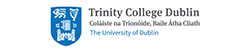 Trinity College Dublin
Coláiste na Tríonóide, Baile Átha Cliath
The University of Dublin